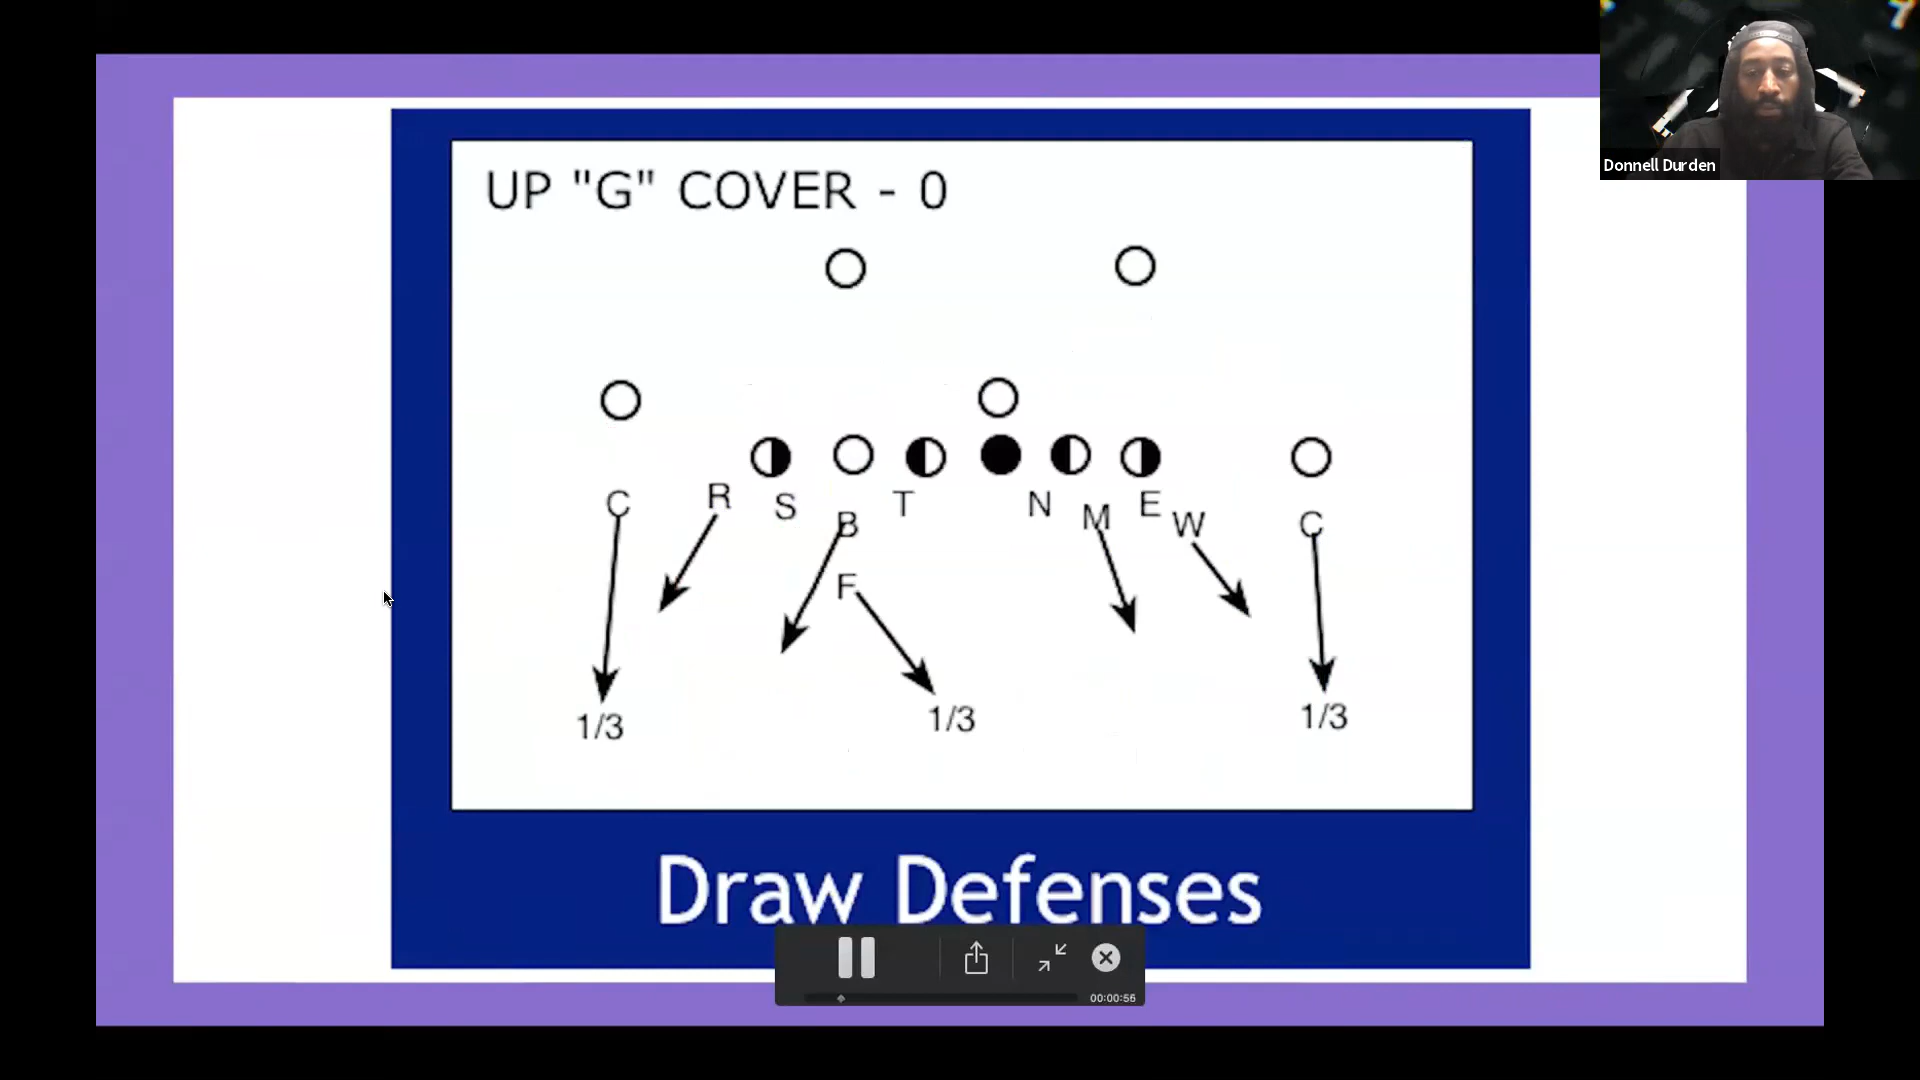 UP "G" COVER - 0
Donnell Durden
C R S B T N M E W C
F
1/3 1/3 1/3
Draw Defenses
00:00:56